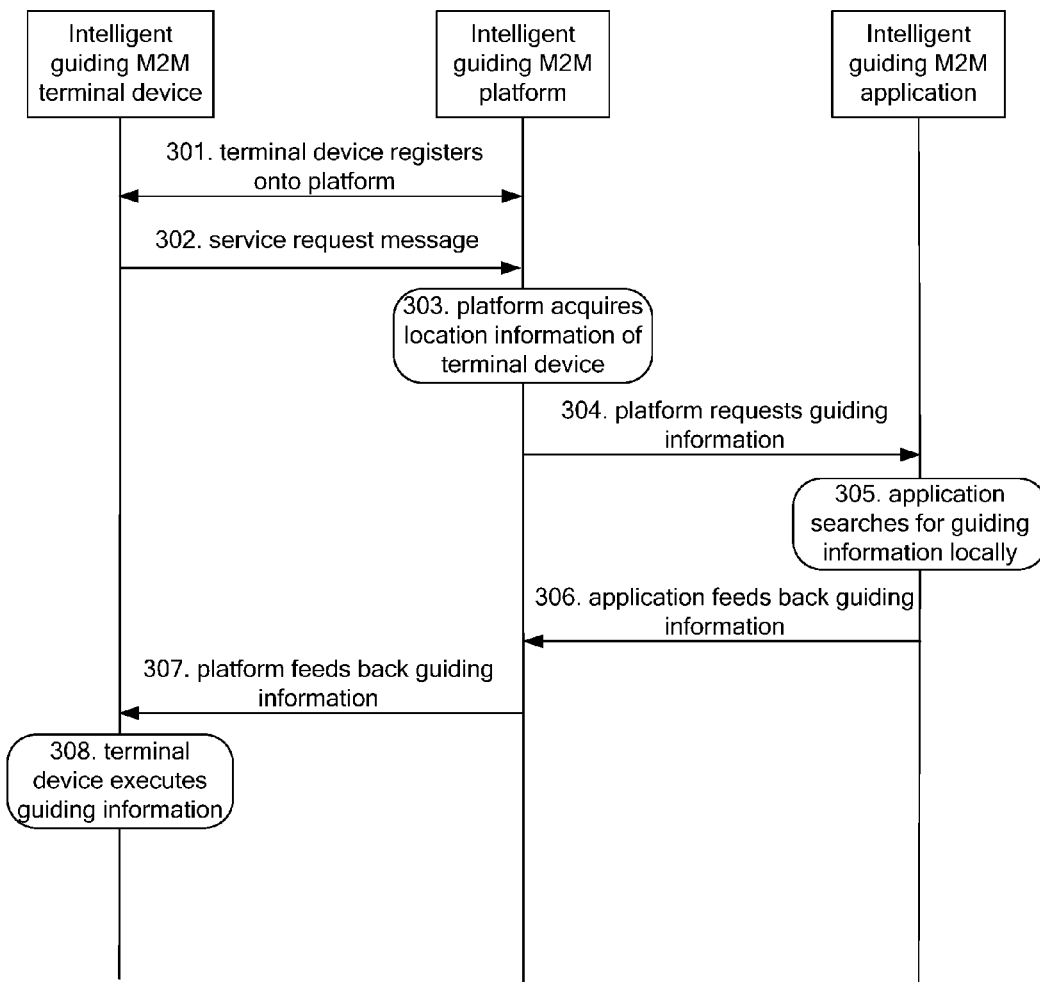 Intelligent
guiding M2M
terminal device
Intelligent
guiding M2M
platform
Intelligent
guiding M2M
application
301. terminal device registers
onto platform
302. service request message
303. platform acquires
location information of
terminal device
304. platform requests guiding
information
305. application
searches for guiding
information locally
306. application feeds back guiding
information
307. platform feeds back guiding
information
308. terminal
device executes
guiding information